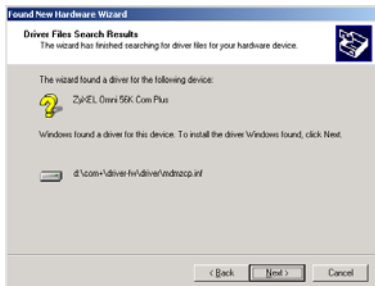 Found New Hardware Wizard
Driver Files Search Results
The wizard has finished searching for driver files for your hardware device.
The wizard found a driver for the following device:
ZyXEL Omni 56K Com Plus
Windows found a driver for this device. To install the driver Windows found, click Next.
d:\com+\driver-fw\driver\mdmzcp.inf
< Back Next > Cancel